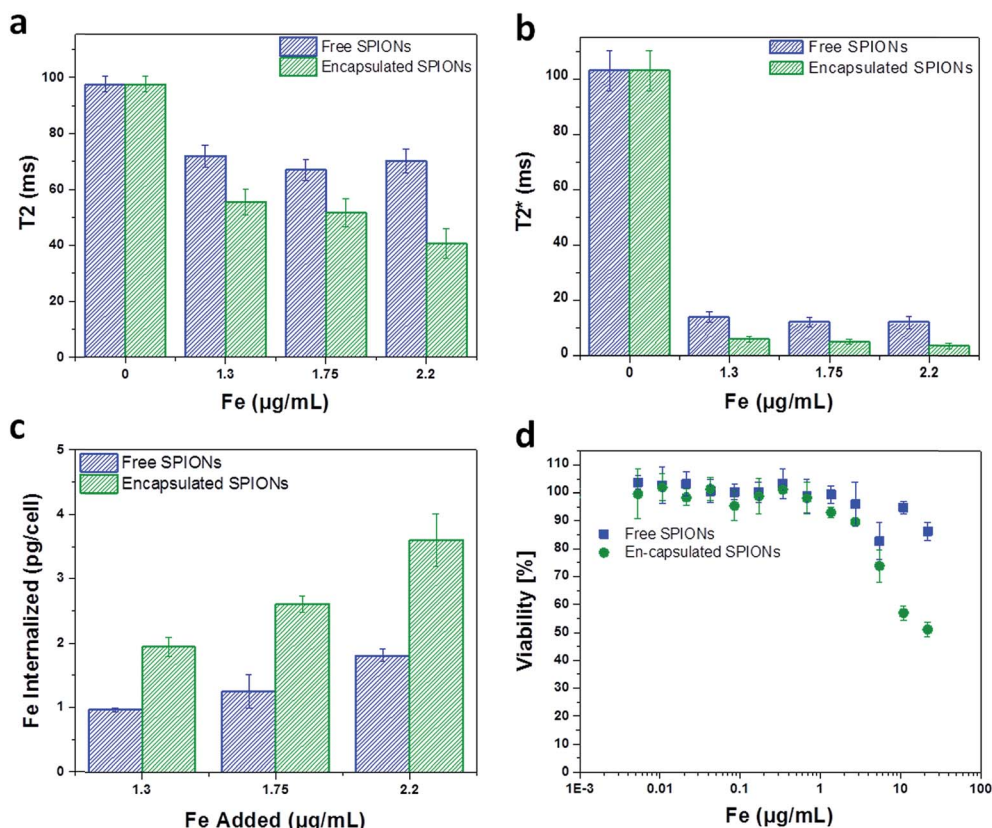 a
Free SPIONs
Encapsulated SPIONs
100
80
60
40
20
0
T2 (ms)
0
1.3
1.75
2.2
Fe (µg/mL)
b
Free SPIONs
Encapsulated SPIONs
100
80
60
40
20
0
T2* (ms)
0
1.3
1.75
2.2
Fe (µg/mL)
c
Free SPIONs
Encapsulated SPIONs
5
4
3
2
1
0
Fe Internalized (pg/cell)
1.3
1.75
2.2
Fe Added (µg/mL)
d
110
100
90
80
70
60
50
40
30
20
10
0
Viability [%]
Free SPIONs
En-capsulated SPIONs
1E-3
0.01
0.1
1
10
100
Fe (µg/mL)